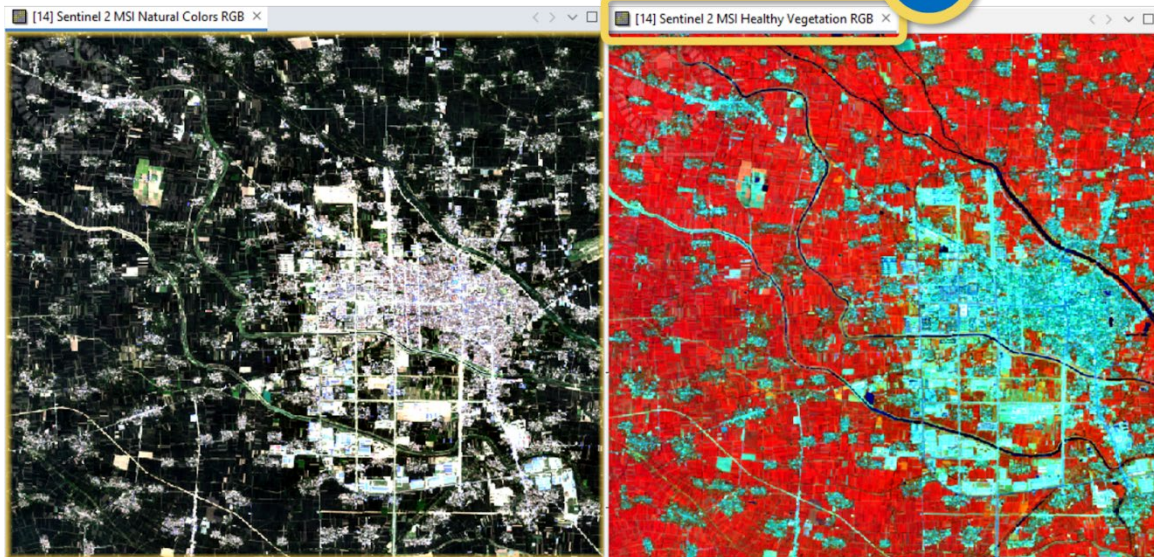 [14] Sentinel 2 MSI Natural Colors RGB
[14] Sentinel 2 MSI Healthy Vegetation RGB